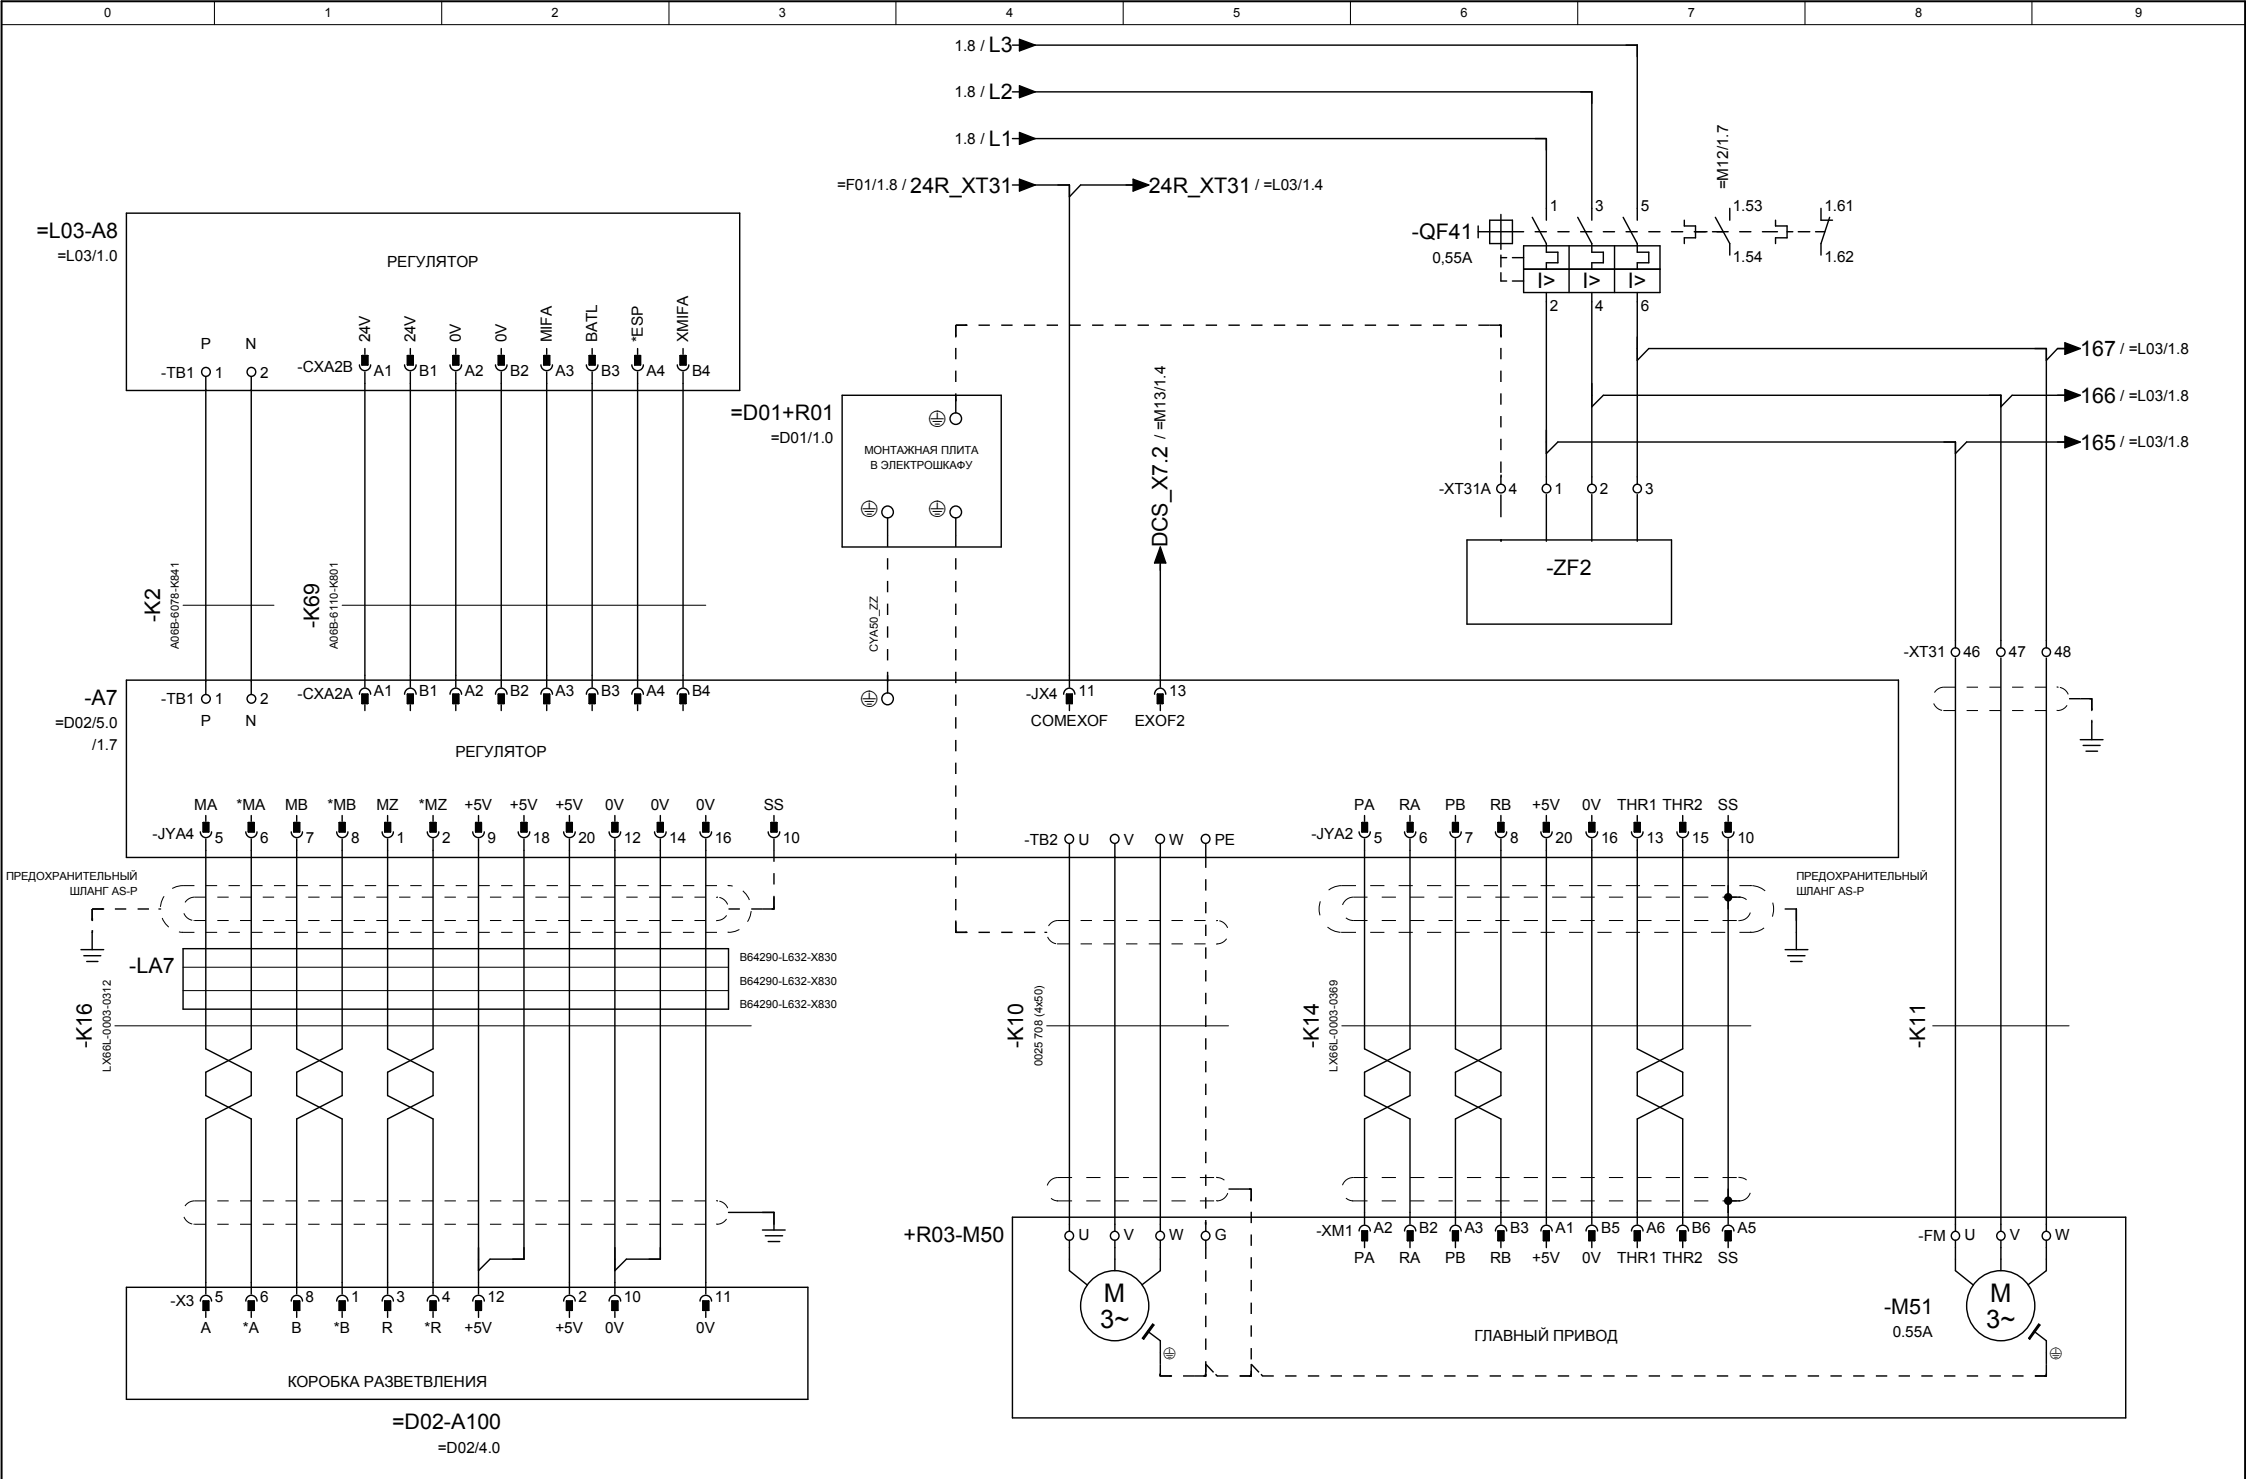 0 1 2 3 4 5 6 7 8 9
1.8 / L3
1.8 / L2
1.8 / L1
=F01/1.8 / 24R_XT31
24R_XT31 / =L03/1.4
=M12/1.7
1 3 5
1.53 1.61
-QF41
0,55A
1.54 1.62
I> I> I>
2 4 6
=L03-A8
=L03/1.0
РЕГУЛЯТОР
P N
24V 24V 0V 0V MIFA BATL *ESP XMIFA
-TB1 1 2
-CXA2B A1 B1 A2 B2 A3 B3 A4 B4
167 / =L03/1.8
166 / =L03/1.8
165 / =L03/1.8
=D01+R01
=D01/1.0
МОНТАЖНАЯ ПЛИТА
В ЭЛЕКТРОШКАФУ
DCS_X7.2 / =M13/1.4
-XT31A 4 1 2 3
-ZF2
-K2
A06B-6078-K841
-K69
A06B-6110-K801
CYA50_ZZ
-XT31 46 47 48
-A7
=D02/5.0
/1.7
-TB1 1 2
P N
-CXA2A A1 B1 A2 B2 A3 B3 A4 B4
-JX4 11 13
COMEXOF EXOF2
РЕГУЛЯТОР
MA *MA MB *MB MZ *MZ +5V +5V +5V 0V 0V 0V SS
-JYA4 5 6 7 8 1 2 9 18 20 12 14 16 10
-TB2 U V W PE
PA RA PB RB +5V 0V THR1 THR2 SS
-JYA2 5 6 7 8 20 16 13 15 10
ПРЕДОХРАНИТЕЛЬНЫЙ
ШЛАНГ AS-P
ПРЕДОХРАНИТЕЛЬНЫЙ
ШЛАНГ AS-P
-LA7
B64290-L632-X830
B64290-L632-X830
B64290-L632-X830
-K16
LX66L-0003-0312
-K10
0025 708 (4x50)
-K14
LX66L-0003-0369
-K11
+R03-M50
U V W G
-XM1 A2 B2 A3 B3 A1 B5 A6 B6 A5
PA RA PB RB +5V 0V THR1 THR2 SS
-FM U V W
M
3~
ГЛАВНЫЙ ПРИВОД
-M51
0.55A
M
3~
-X3 5 6 8 1 3 4 12 2 10 11
A *A B *B R *R +5V +5V 0V 0V
КОРОБКА РАЗВЕТВЛЕНИЯ
=D02-A100
=D02/4.0